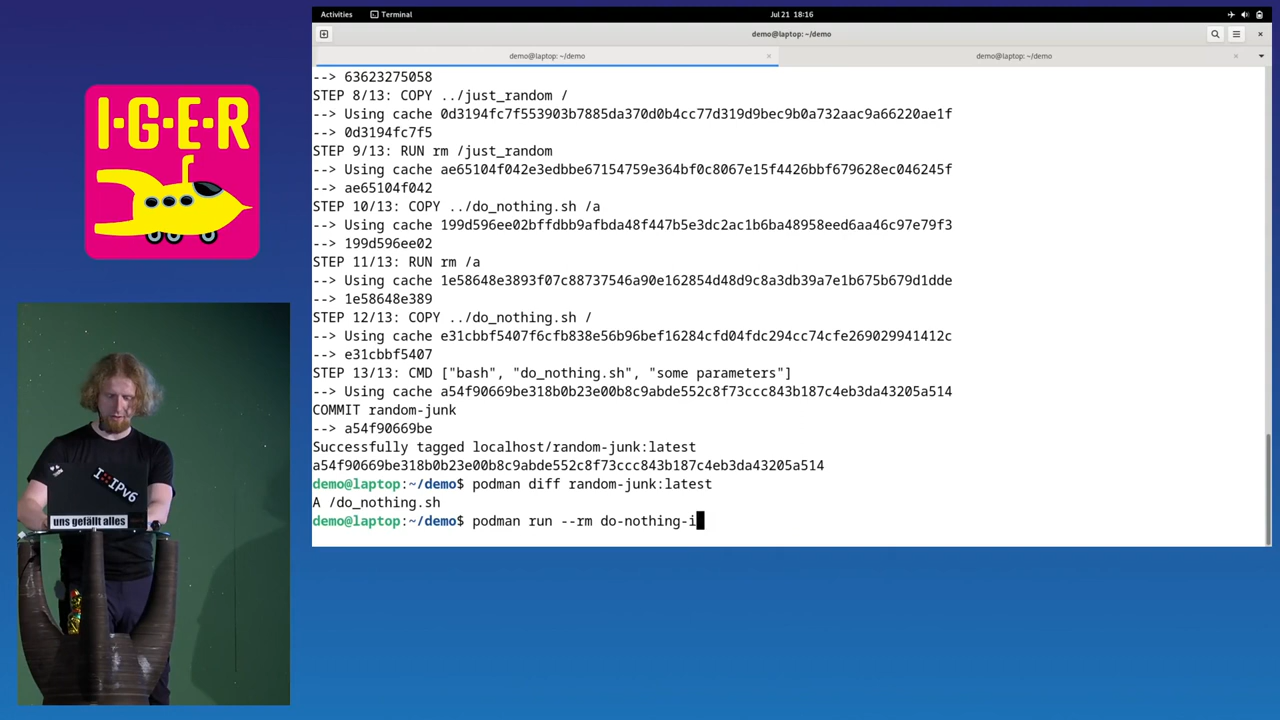 Activities
Terminal
Jul 21 18:16
demo@laptop: ~/demo
demo@laptop: ~/demo
demo@laptop: ~/demo
--> 63623275058
STEP 8/13: COPY ../just_random /
--> Using cache 0d3194fc7f553903b7885da370d0b4cc77d319d9bec9b0a732aac9a66220ae1f
--> 0d3194fc7f5
STEP 9/13: RUN rm /just_random
--> Using cache ae65104f042e3edbbe67154759e364bf0c8067e15f4426bbf679628ec046245f
--> ae65104f042
STEP 10/13: COPY ../do_nothing.sh /a
--> Using cache 199d596ee02bffdbb9afbda48f447b5e3dc2ac1b6ba48958eed6aa46c97e79f3
--> 199d596ee02
STEP 11/13: RUN rm /a
--> Using cache 1e58648e3893f07c88737546a90e162854d48d9c8a3db39a7e1b675b679d1dde
--> 1e58648e389
STEP 12/13: COPY ../do_nothing.sh /
--> Using cache e31cbbf5407f6cfb838e56b96bef16284cfd04fdc294cc74cfe269029941412c
--> e31cbbf5407
STEP 13/13: CMD ["bash", "do_nothing.sh", "some parameters"]
--> Using cache a54f90669be318b0b23e00b8c9abde552c8f73ccc843b187c4eb3da43205a514
COMMIT random-junk
--> a54f90669be
Successfully tagged localhost/random-junk:latest
a54f90669be318b0b23e00b8c9abde552c8f73ccc843b187c4eb3da43205a514
demo@laptop:~/demo$ podman diff random-junk:latest
A /do_nothing.sh
demo@laptop:~/demo$ podman run --rm do-nothing-i
I·G·E·R
I::IPv6
uns gefällt alles